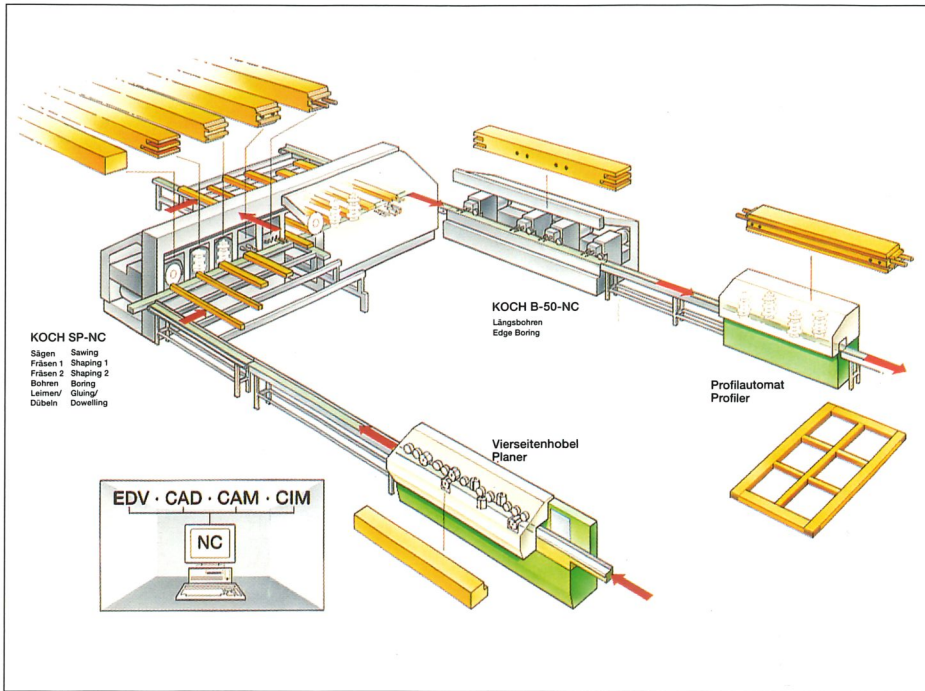 KOCH SP-NC
Sägen Sawing
Fräsen 1 Shaping 1
Fräsen 2 Shaping 2
Bohren Boring
Leimen/ Gluing/
Dübeln Dowelling
KOCH B-50-NC
Längsbohren
Edge Boring
Profilautomat
Profiler
Vierseitenhobel
Planer
EDV · CAD · CAM · CIM
NC